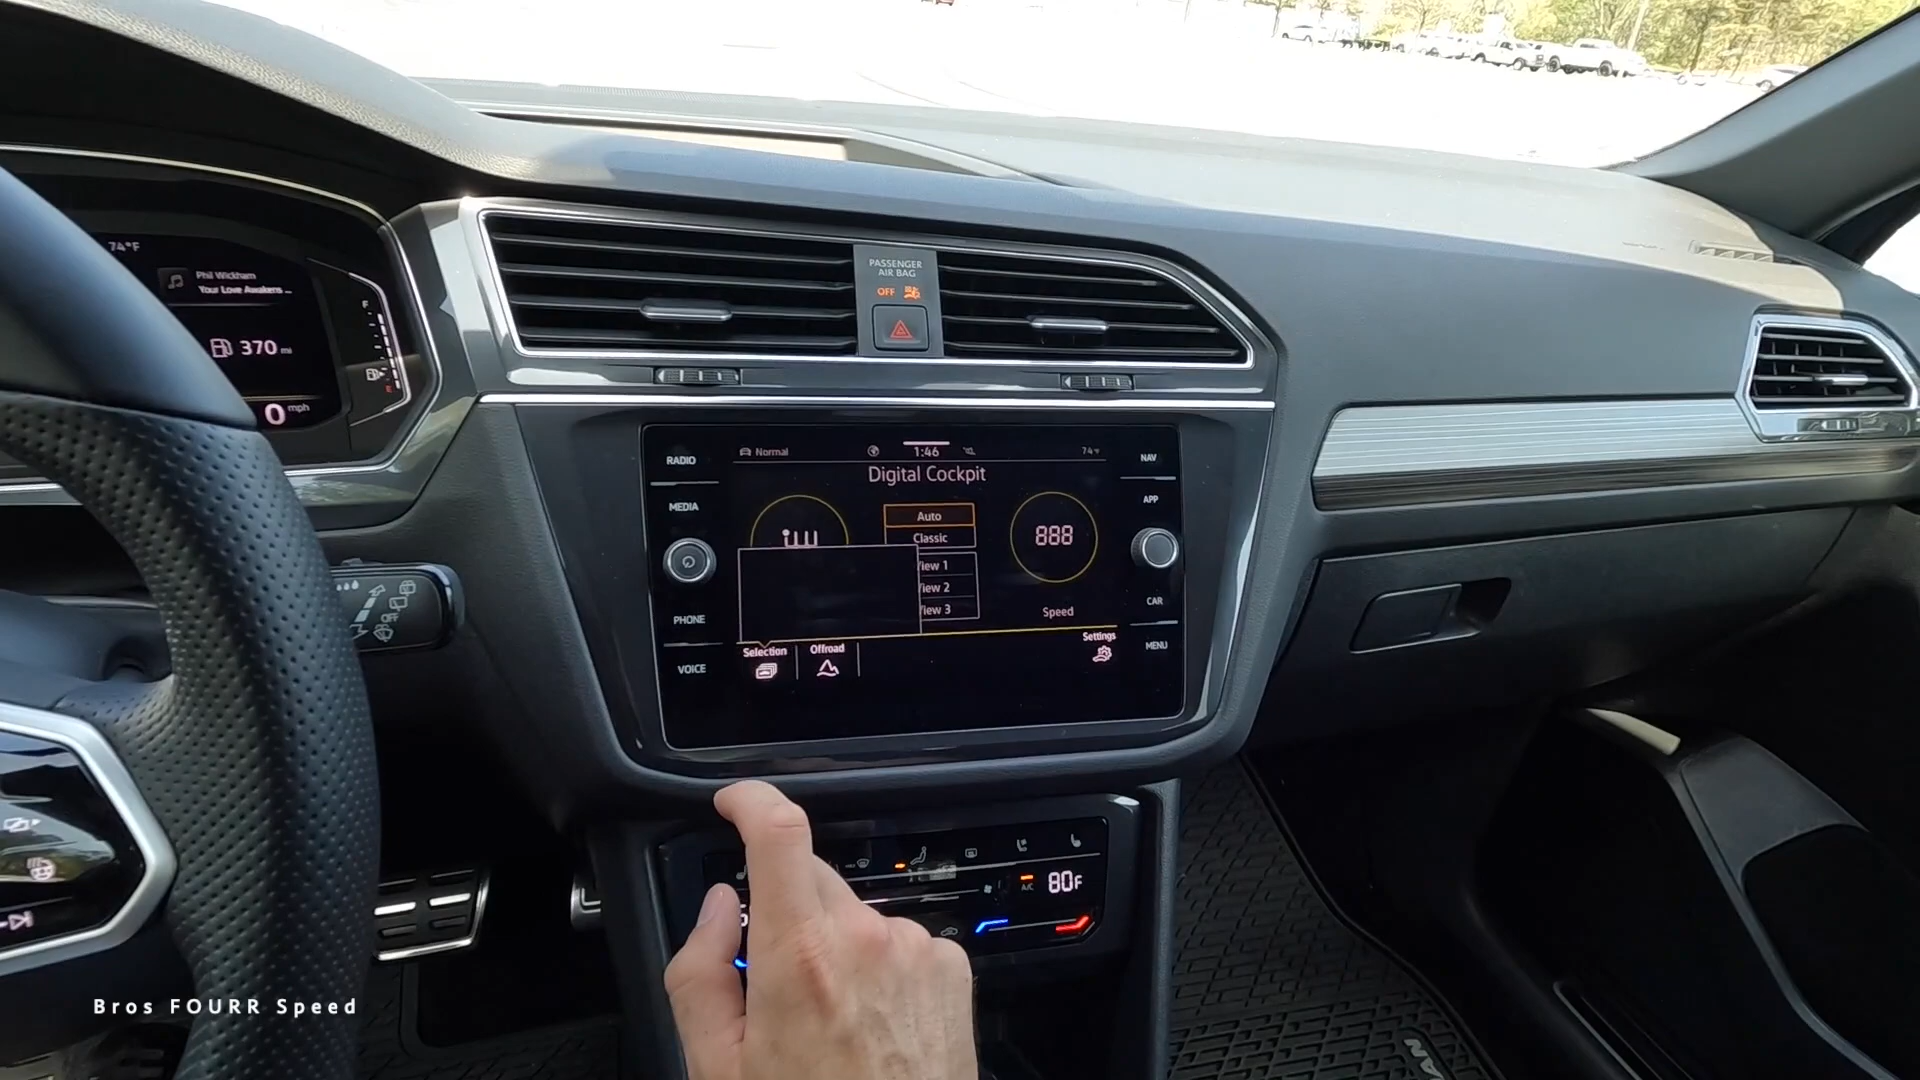 74°F
Phil Wickham
Your Love Awakens ...
370 mi
0 mph
F
E
PASSENGER
AIR BAG
OFF
RADIO
MEDIA
PHONE
VOICE
Normal
1:46
74°F
Digital Cockpit
Auto
Classic
iew 1
iew 2
iew 3
888
Speed
Selection
Offroad
Settings
NAV
APP
CAR
MENU
OFF
A/C
80F
Bros FOURR Speed